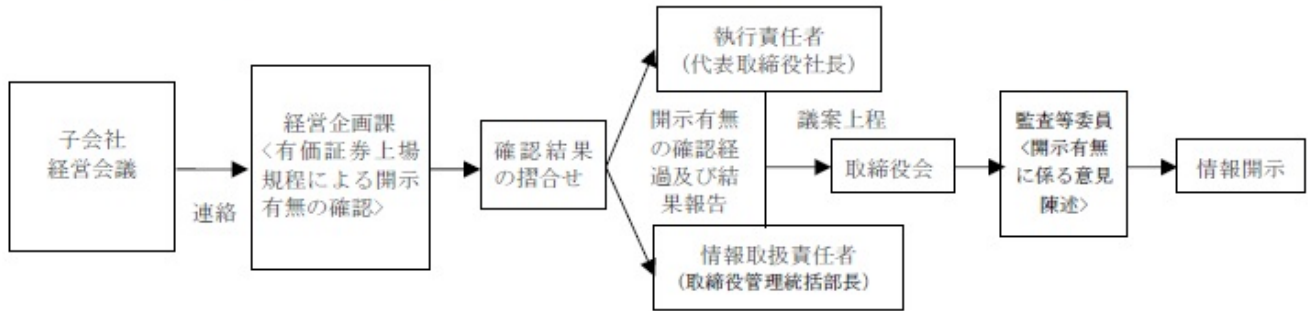 子会社
経営会議
連絡
経営企画課
<有価証券上場
規程による開示
有無の確認>
確認結果
の摺合せ
執行責任者
(代表取締役社長)
開示有無
の確認経
過及び結
果報告
情報取扱責任者
(取締役管理統括部長)
議案上程
取締役会
監査等委員
<開示有無
に係る意見
陳述>
情報開示